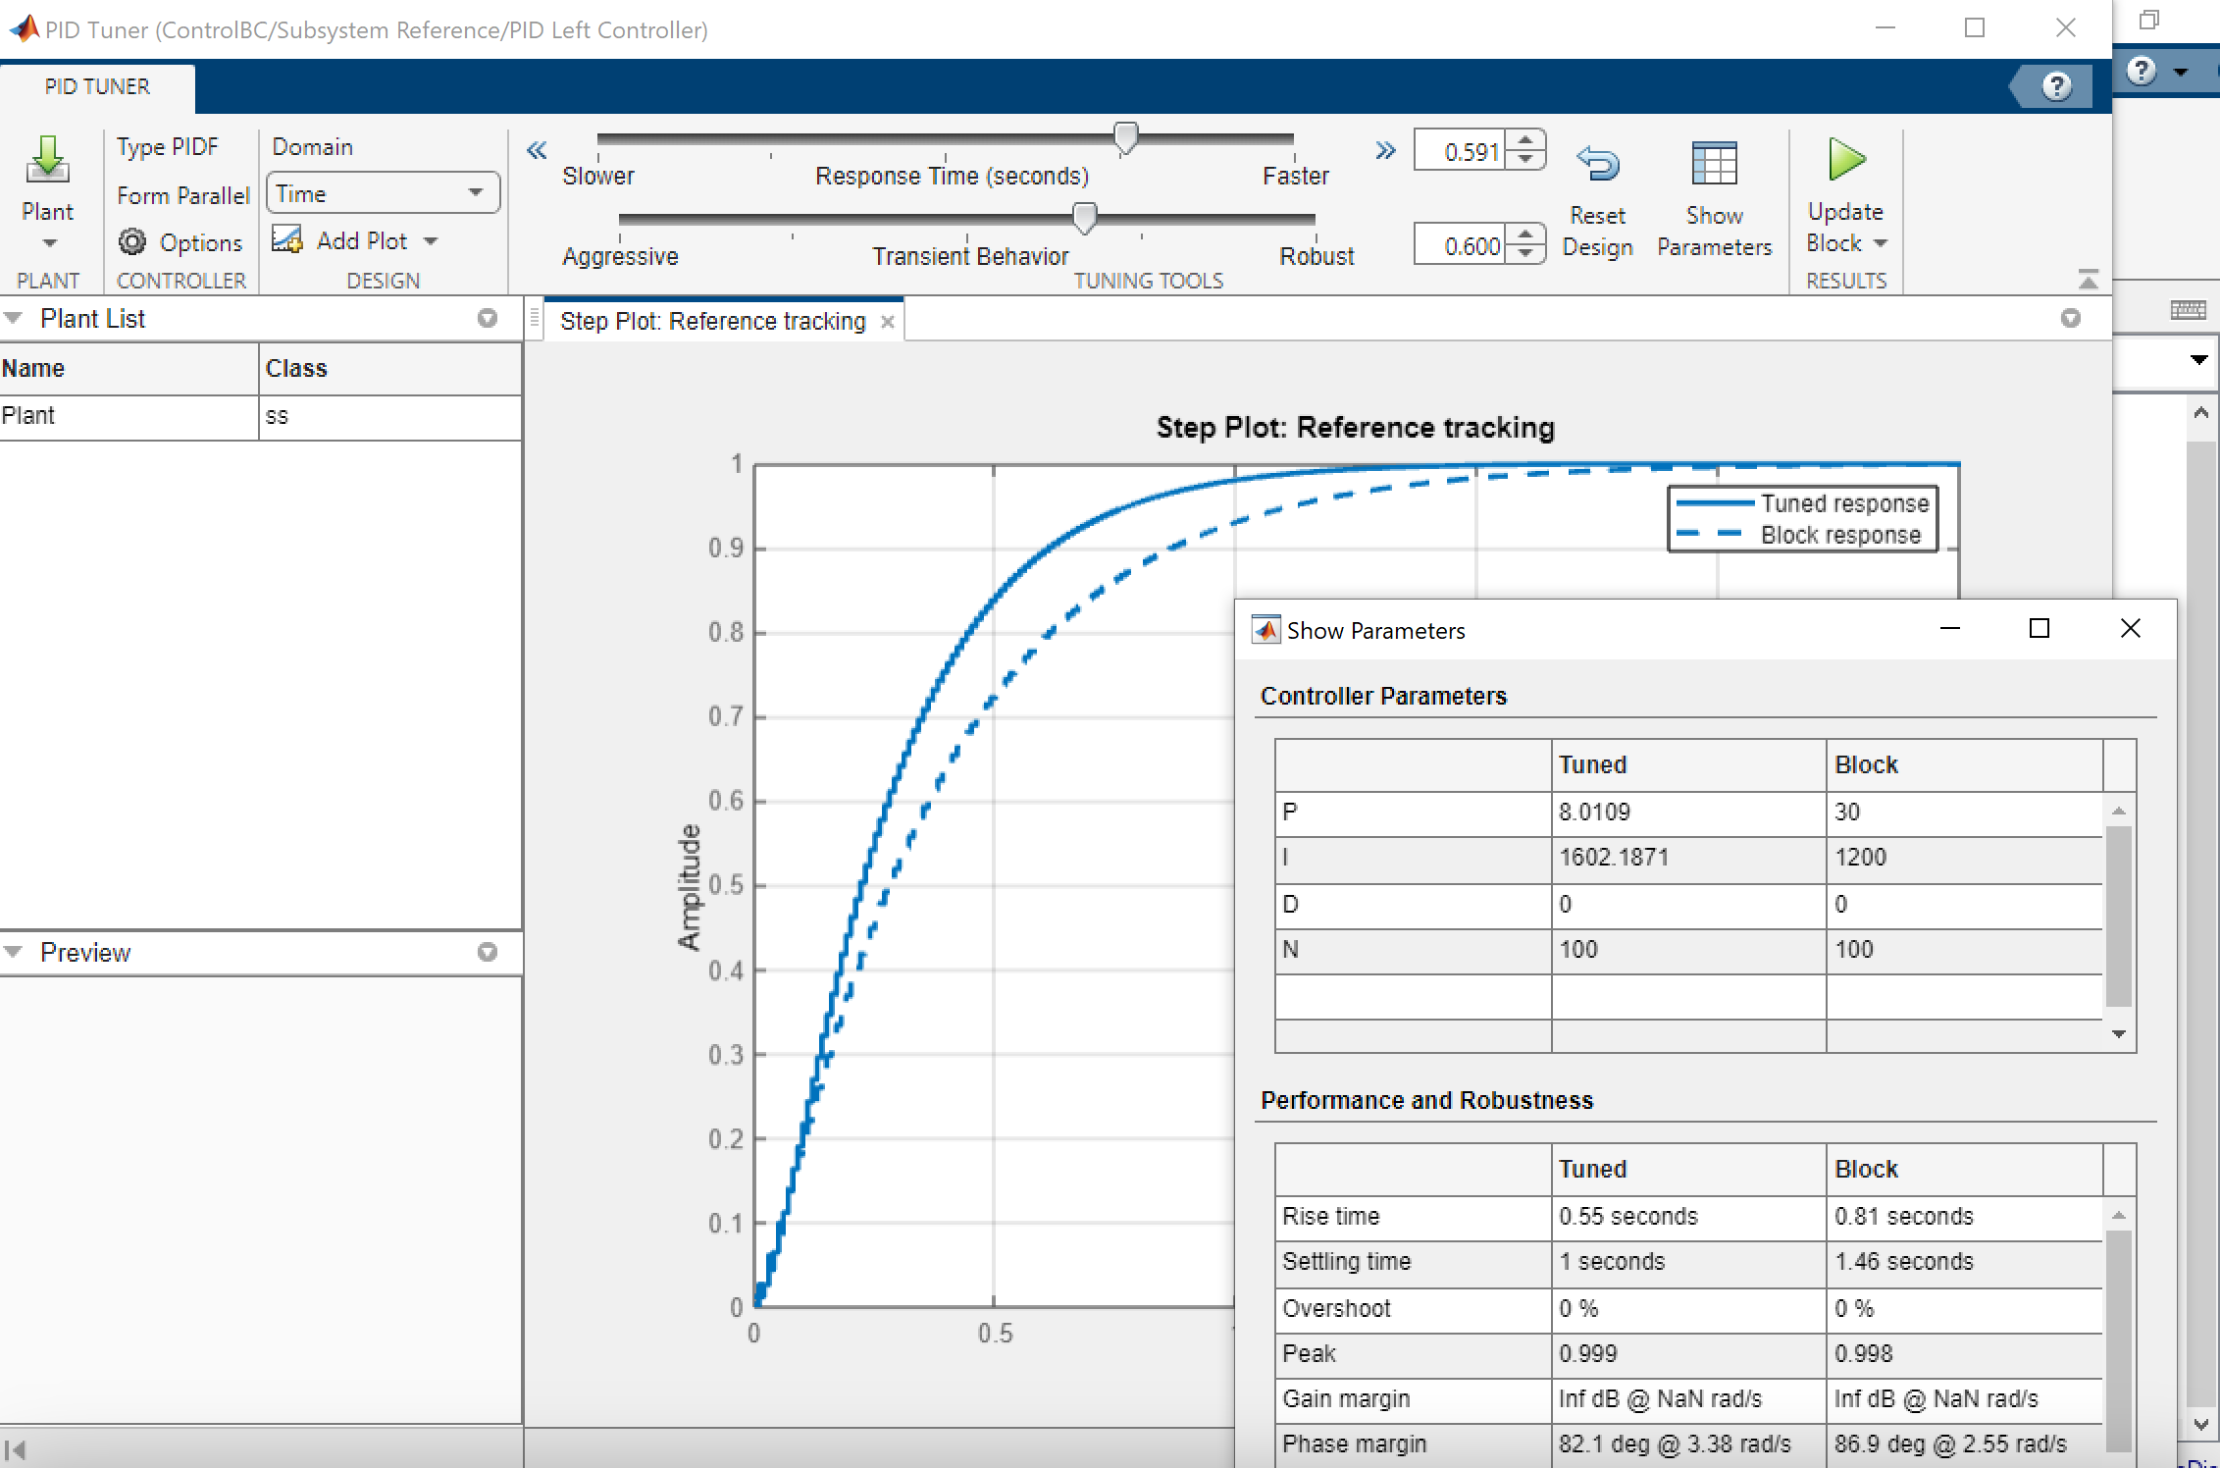 PID Tuner (ControlBC/Subsystem Reference/PID Left Controller)
PID TUNER
Plant
PLANT
Type PIDF
Form Parallel
Options
CONTROLLER
Domain
Time
Add Plot
DESIGN
Slower Response Time (seconds) Faster
0.591
Aggressive Transient Behavior Robust
0.600
TUNING TOOLS
Reset
Design
Show
Parameters
Update
Block
RESULTS
Plant List
Name Class
Plant ss
Preview
Step Plot: Reference tracking
Step Plot: Reference tracking
Tuned response
Block response
Amplitude
1
0.9
0.8
0.7
0.6
0.5
0.4
0.3
0.2
0.1
0
0 0.5
Show Parameters
Controller Parameters
Tuned Block
P 8.0109 30
I 1602.1871 1200
D 0 0
N 100 100
Performance and Robustness
Tuned Block
Rise time 0.55 seconds 0.81 seconds
Settling time 1 seconds 1.46 seconds
Overshoot 0 % 0 %
Peak 0.999 0.998
Gain margin Inf dB @ NaN rad/s Inf dB @ NaN rad/s
Phase margin 82.1 deg @ 3.38 rad/s 86.9 deg @ 2.55 rad/s